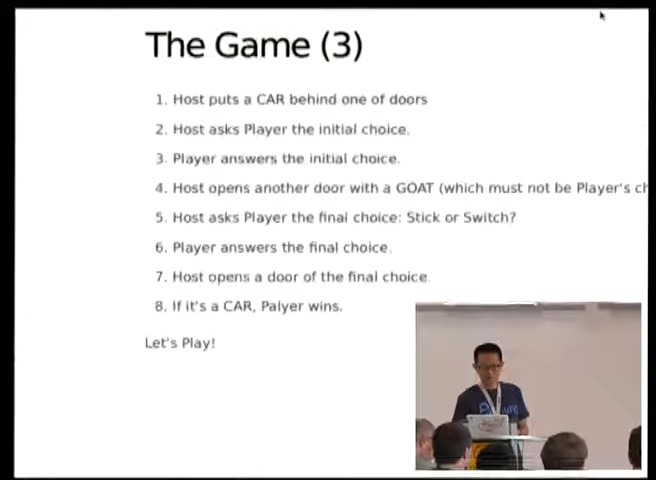 The Game (3)
1. Host puts a CAR behind one of doors
2. Host asks Player the initial choice.
3. Player answers the initial choice.
4. Host opens another door with a GOAT (which must not be Player's ch
5. Host asks Player the final choice: Stick or Switch?
6. Player answers the final choice.
7. Host opens a door of the final choice.
8. If it's a CAR, Palyer wins.
Let's Play!